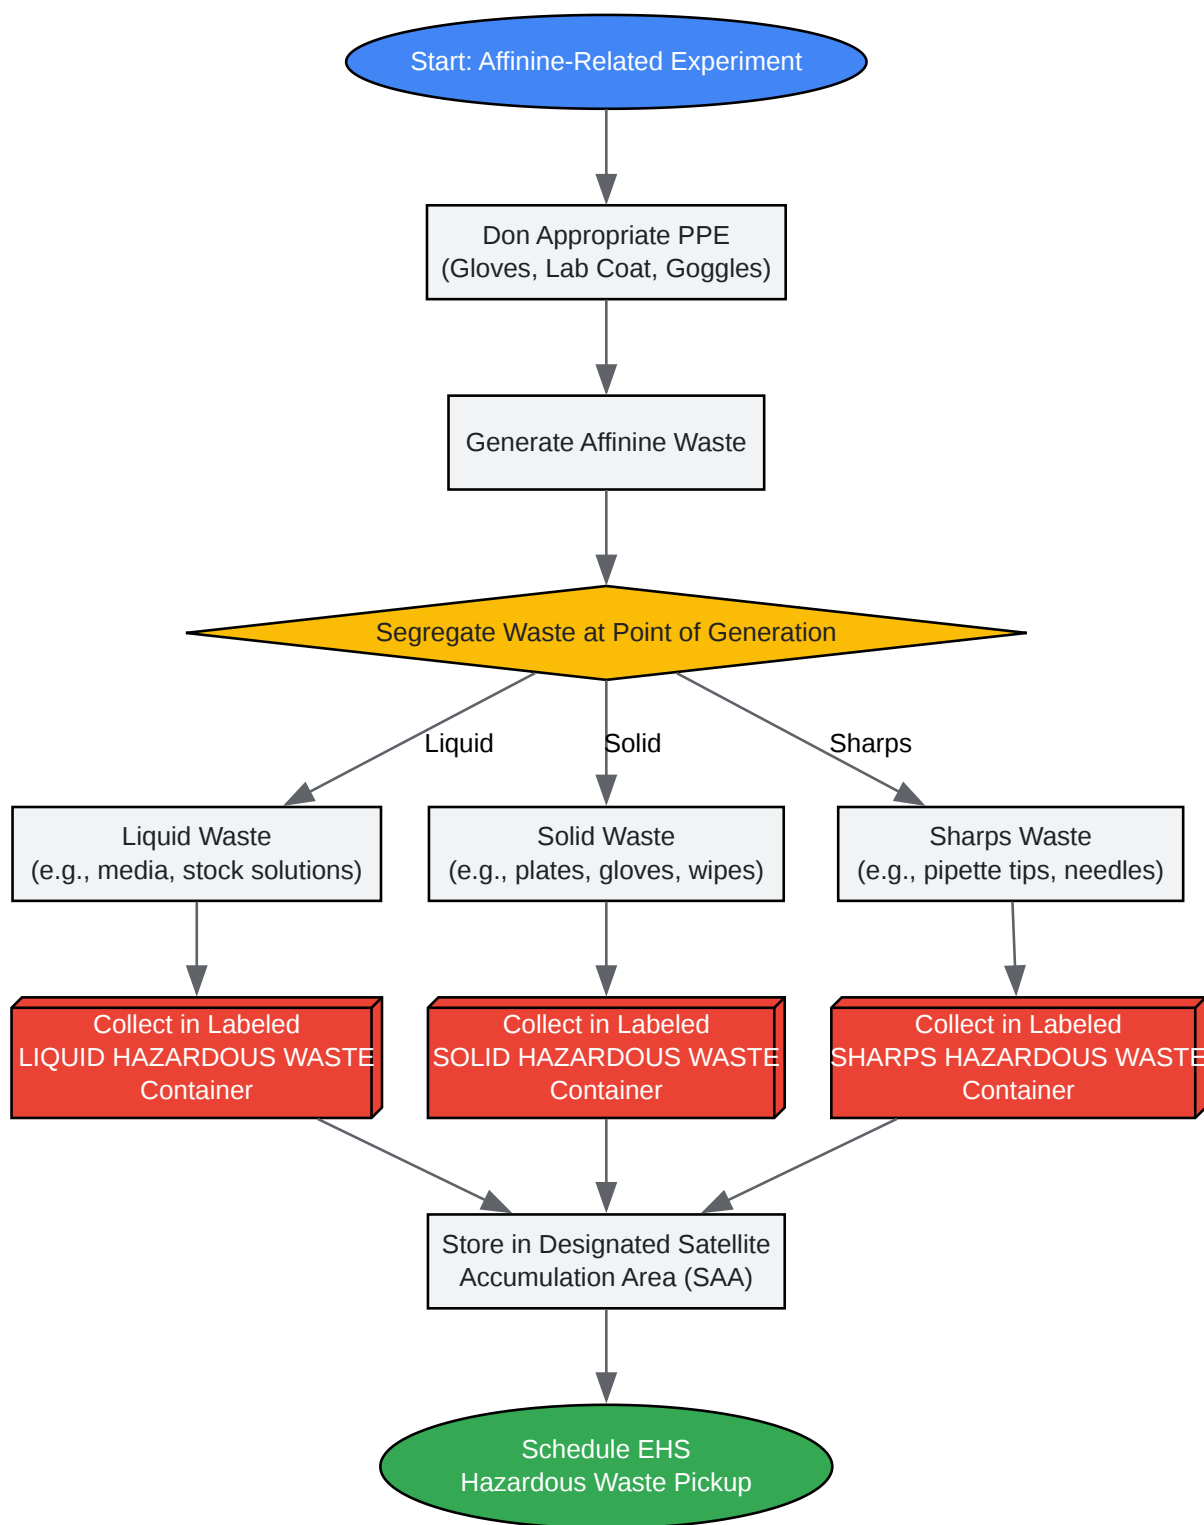 Start: Affinine-Related Experiment
Don Appropriate PPE
(Gloves, Lab Coat, Goggles)
Generate Affinine Waste
Segregate Waste at Point of Generation
Liquid
Solid
Sharps
Liquid Waste
(e.g., media, stock solutions)
Solid Waste
(e.g., plates, gloves, wipes)
Sharps Waste
(e.g., pipette tips, needles)
Collect in Labeled
LIQUID HAZARDOUS WASTE
Container
Collect in Labeled
SOLID HAZARDOUS WASTE
Container
Collect in Labeled
SHARPS HAZARDOUS WASTE
Container
Store in Designated Satellite
Accumulation Area (SAA)
Schedule EHS
Hazardous Waste Pickup